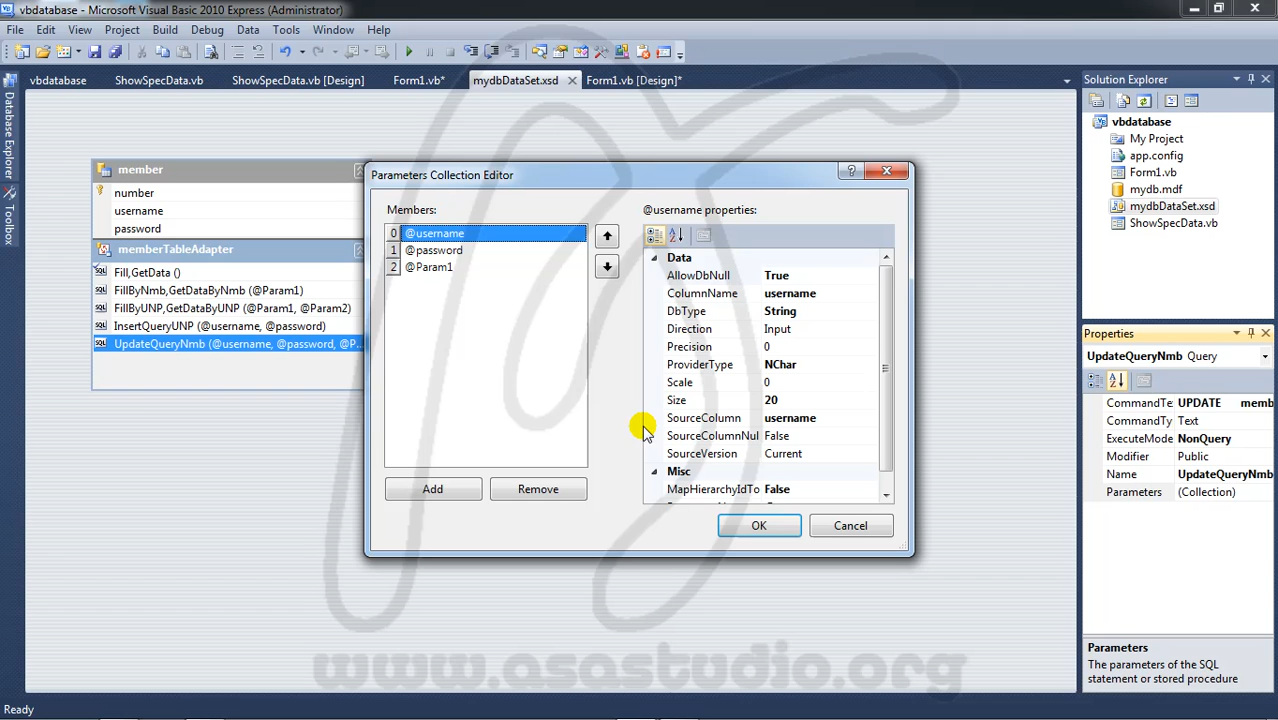 vbdatabase - Microsoft Visual Basic 2010 Express (Administrator)
File Edit View Project Build Debug Data Tools Window Help
vbdatabase ShowSpecData.vb ShowSpecData.vb [Design] Form1.vb* mydbDataSet.xsd Form1.vb [Design]*
Database Explorer
Toolbox
member
number
username
password
memberTableAdapter
Fill,GetData ()
FillByNmb,GetDataByNmb (@Param1)
FillByUNP,GetDataByUNP (@Param1, @Param2)
InsertQueryUNP (@username, @password)
UpdateQueryNmb (@username, @password, @P...
Parameters Collection Editor
Members:
0 @username
1 @password
2 @Param1
Add Remove
@username properties:
Data
AllowDbNull True
ColumnName username
DbType String
Direction Input
Precision 0
ProviderType NChar
Scale 0
Size 20
SourceColumn username
SourceColumnNul False
SourceVersion Current
Misc
MapHierarchyIdTo False
OK Cancel
Solution Explorer
vbdatabase
My Project
app.config
Form1.vb
mydb.mdf
mydbDataSet.xsd
ShowSpecData.vb
Properties
UpdateQueryNmb Query
CommandTe UPDATE memb
CommandTy Text
ExecuteMode NonQuery
Modifier Public
Name UpdateQueryNmb
Parameters (Collection)
Parameters
The parameters of the SQL
statement or stored procedure
www.asastudio.org
Ready